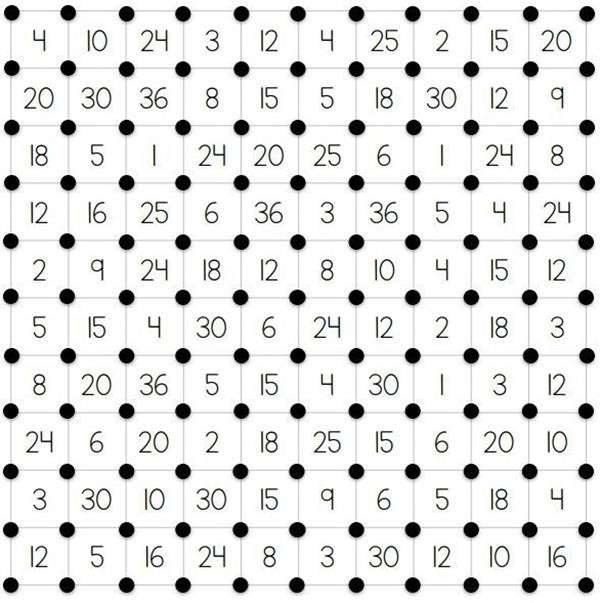 4 10 24 3 12 4 25 2 15 20
20 30 36 8 15 5 18 30 12 9
18 5 1 24 20 25 6 1 24 8
12 16 25 6 36 3 36 5 4 24
2 9 24 18 12 8 10 4 15 12
5 15 4 30 6 24 12 2 18 3
8 20 36 5 15 4 30 1 3 12
24 6 20 2 18 25 15 6 20 10
3 30 10 30 15 9 6 5 18 4
12 5 16 24 8 3 30 12 10 16